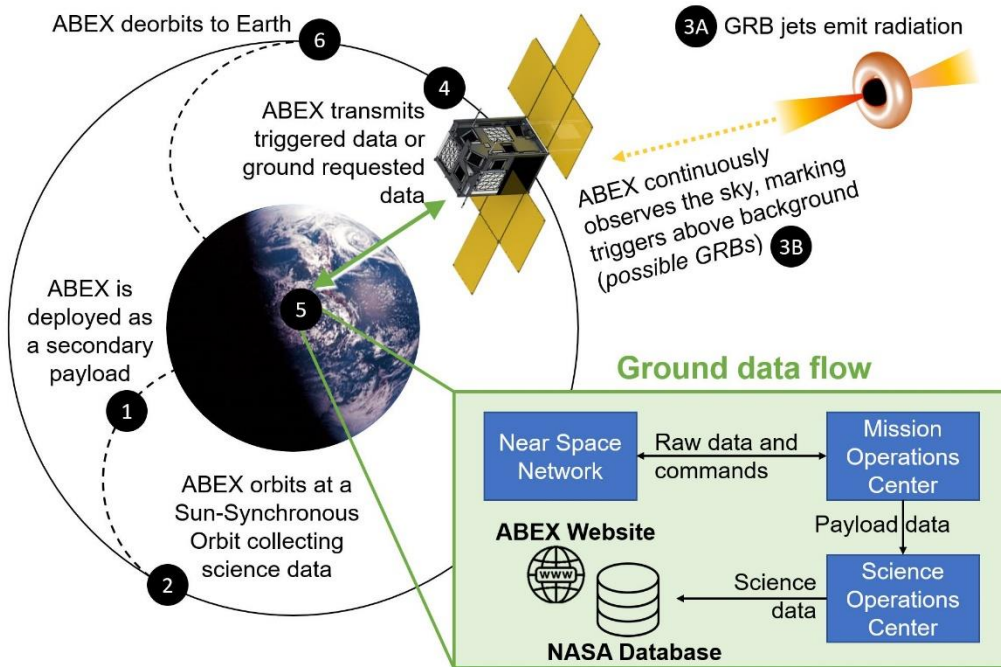 ABEX deorbits to Earth
6
3A
GRB jets emit radiation
4
ABEX transmits
triggered data or
ground requested
data
ABEX continuously
observes the sky, marking
triggers above background
(possible GRBs)
3B
ABEX is
deployed as
a secondary
payload
1
5
ABEX orbits at a
Sun-Synchronous
Orbit collecting
science data
2
Ground data flow
Near Space
Network
Raw data and
commands
Mission
Operations
Center
Payload data
ABEX Website
WWW
Science
data
Science
Operations
Center
NASA Database